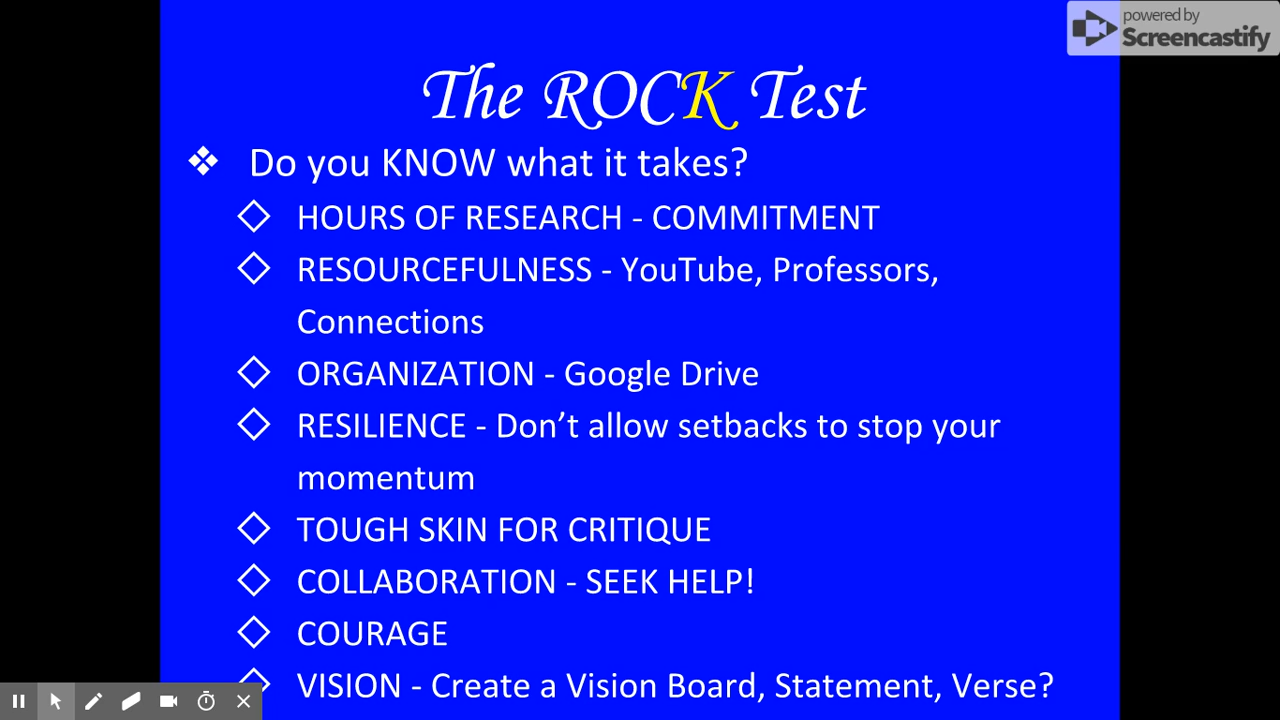 powered by
Screencastify
The ROCK Test
Do you KNOW what it takes?
HOURS OF RESEARCH - COMMITMENT
RESOURCEFULNESS - YouTube, Professors,
Connections
ORGANIZATION - Google Drive
RESILIENCE - Don’t allow setbacks to stop your
momentum
TOUGH SKIN FOR CRITIQUE
COLLABORATION - SEEK HELP!
COURAGE
VISION - Create a Vision Board, Statement, Verse?